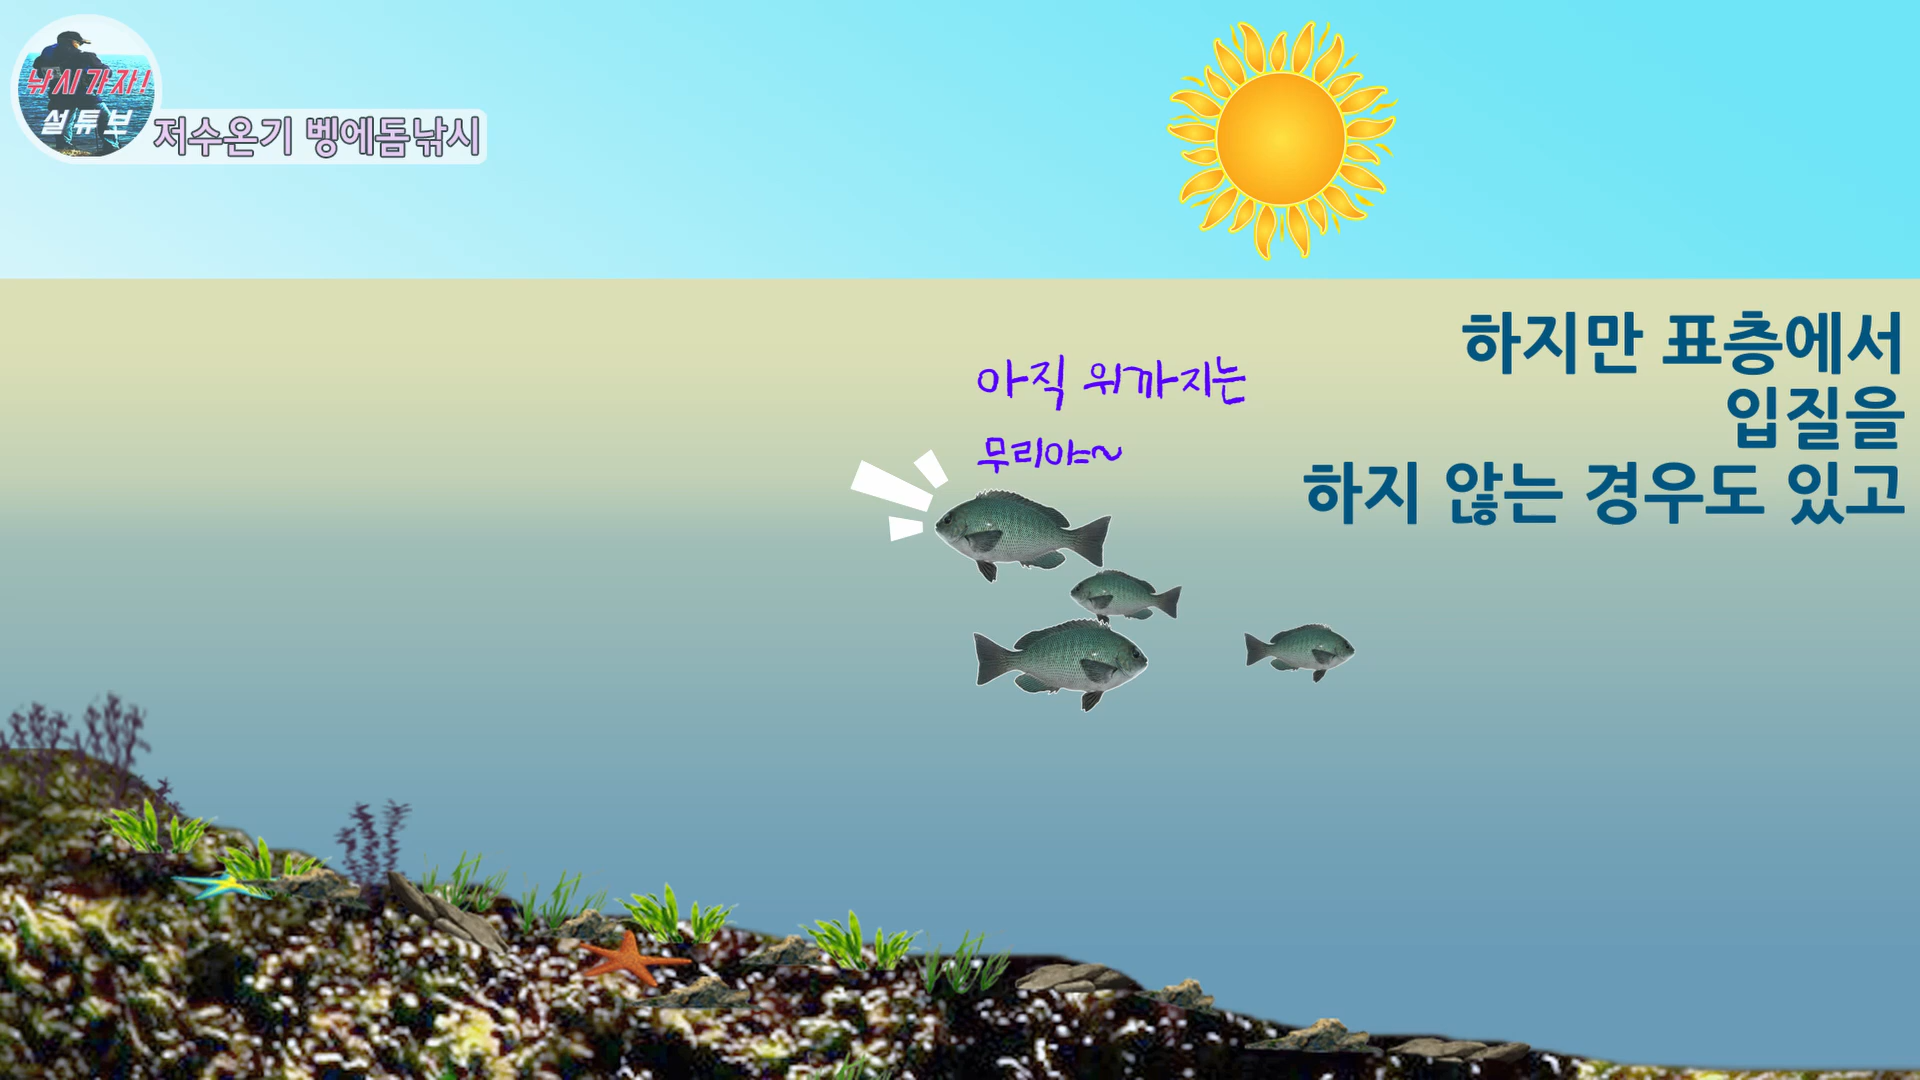 낚시가자!
설튜브
저수온기 벵에돔낚시
하지만 표층에서
입질을
하지 않는 경우도 있고
아직 위까지는
무리야~